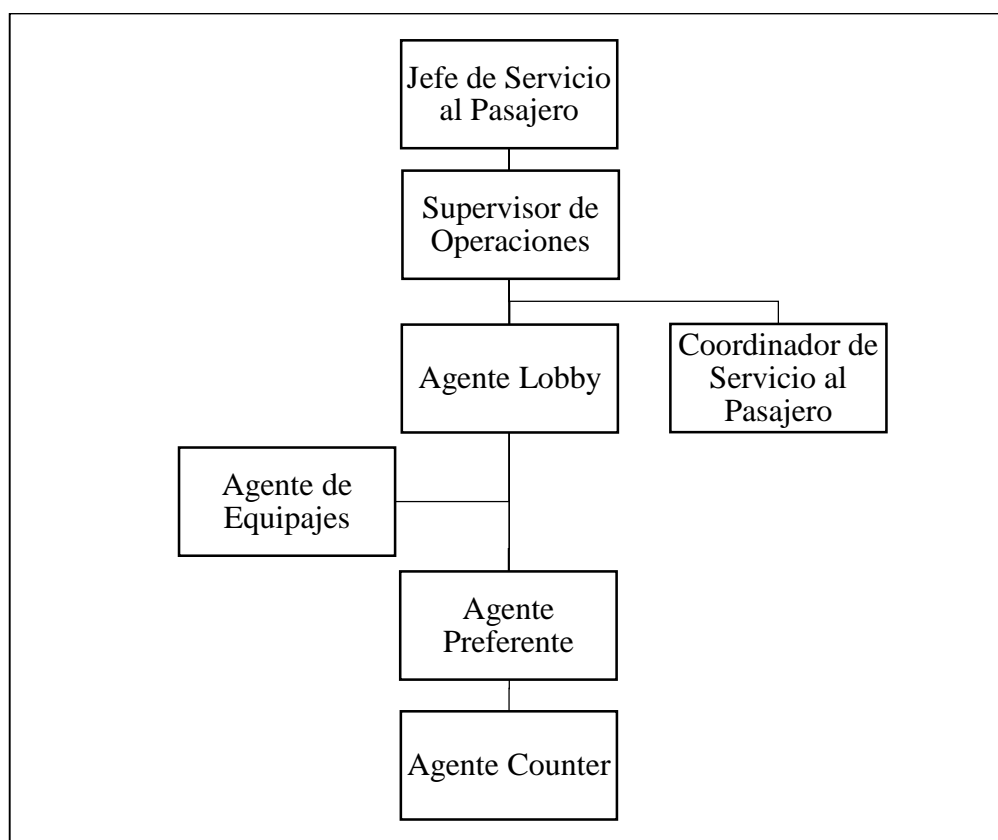 Jefe de Servicio
al Pasajero
Supervisor de
Operaciones
Agente Lobby
Coordinador de
Servicio al
Pasajero
Agente de
Equipajes
Agente
Preferente
Agente Counter